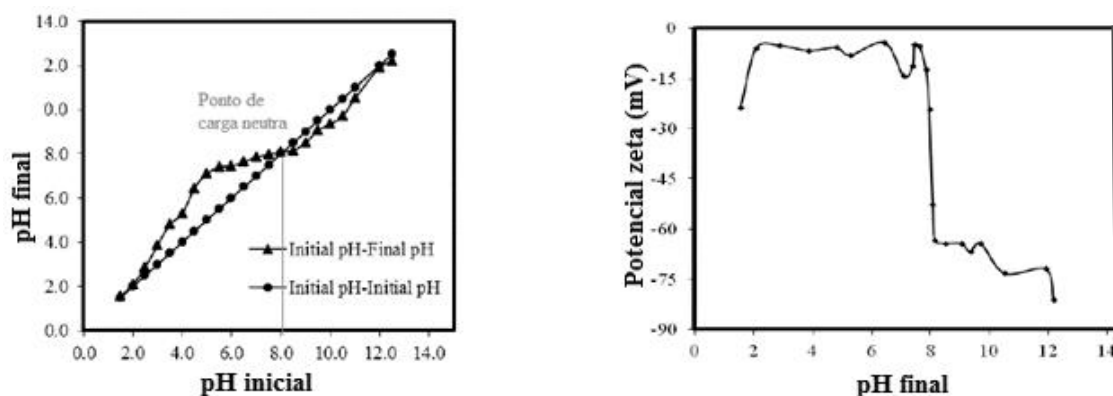 14.0
2.0
0.0
8.0
6.0
4.0
2.0
0.0
pH final
Ponto de
carga neutra
Initial pH-Final pH
Initial pH-Initial pH
0.0 2.0 4.0 6.0 8.0 10.0 12.0 14.0
pH inicial
0
-15
-30
-45
-60
-75
-90
Potencial zeta (mV)
0 2 4 6 8 10 12 14
pH final